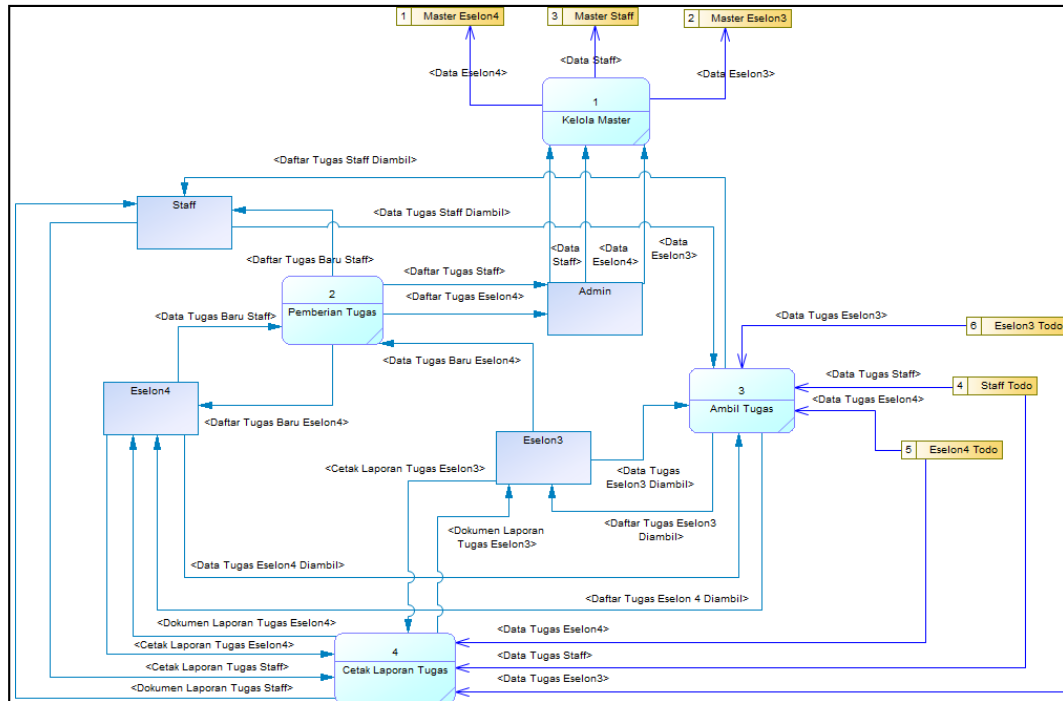 1 Master Eselon4
3 Master Staff
2 Master Eselon3
<Data Staff>
<Data Eselon4>
<Data Eselon3>
1
Kelola Master
<Daftar Tugas Staff Diambil>
Staff
<Data Tugas Staff Diambil>
<Data
Staff>
<Data
Eselon4>
<Data
Eselon3>
<Daftar Tugas Baru Staff>
<Daftar Tugas Staff>
2
Pemberian Tugas
<Daftar Tugas Eselon4>
Admin
<Data Tugas Baru Staff>
<Data Tugas Eselon3>
6 Eselon3 Todo
<Data Tugas Baru Eselon4>
Eselon4
3
Ambil Tugas
<Data Tugas Staff>
4 Staff Todo
<Data Tugas Eselon4>
<Daftar Tugas Baru Eselon4>
Eselon3
5 Eselon4 Todo
<Cetak Laporan Tugas Eselon3>
<Data Tugas
Eselon3 Diambil>
<Daftar Tugas Eselon3
Diambil>
<Dokumen Laporan
Tugas Eselon3>
<Data Tugas Eselon4 Diambil>
<Daftar Tugas Eselon 4 Diambil>
<Dokumen Laporan Tugas Eselon4>
<Data Tugas Eselon4>
<Cetak Laporan Tugas Eselon4>
4
Cetak Laporan Tugas
<Data Tugas Staff>
<Cetak Laporan Tugas Staff>
<Data Tugas Eselon3>
<Dokumen Laporan Tugas Staff>